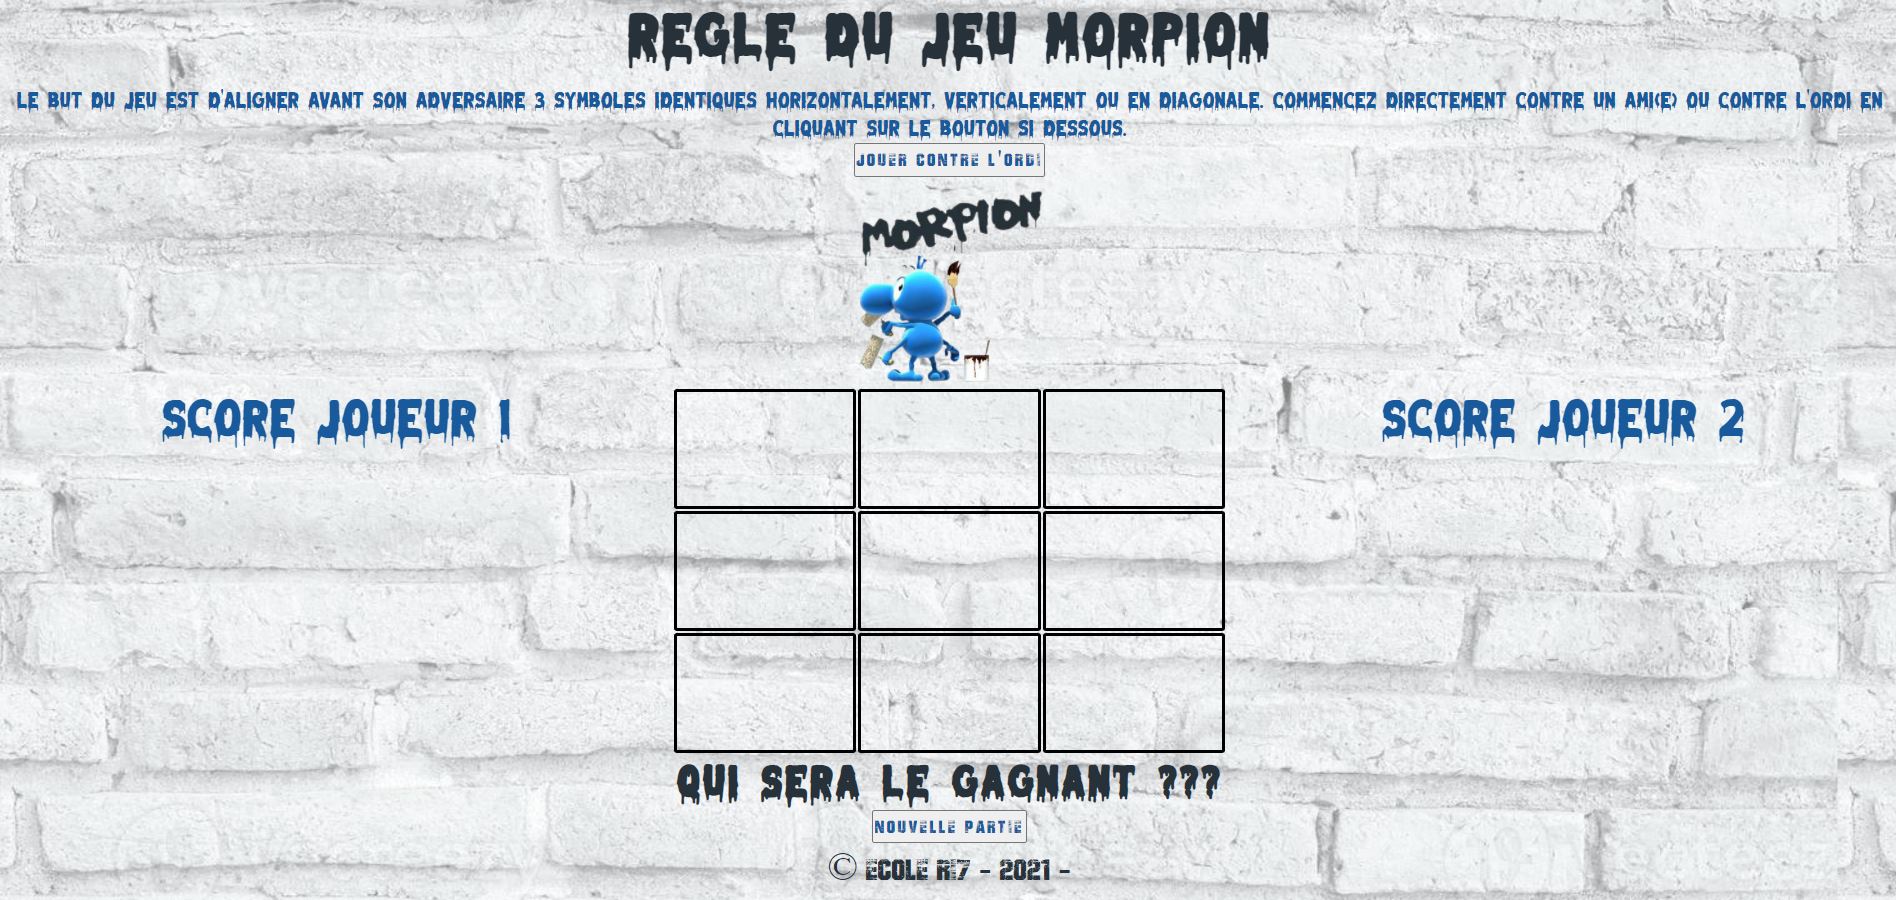 REGLE DU JEU MORPION
LE BUT DU JEU EST D'ALIGNER AVANT SON ADVERSAIRE 3 SYMBOLES IDENTIQUES HORIZONTALEMENT, VERTICALEMENT OU EN DIAGONALE. COMMENCEZ DIRECTEMENT CONTRE UN AMI(E) OU CONTRE L'ORDI EN
CLIQUANT SUR LE BOUTON SI DESSOUS.
JOUER CONTRE L'ORDI
MORPION
SCORE JOUEUR 1
SCORE JOUEUR 2
QUI SERA LE GAGNANT ???
NOUVELLE PARTIE
© ECOLE R!7 - 2021 -